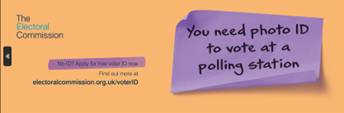 The
Electoral
Commission
No ID? Apply for free voter ID now
Find out more at
electoralcommission.org.uk/voterID
You need photo ID
to vote at a
polling station